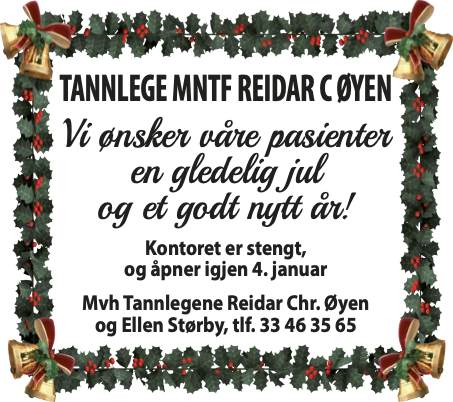 TANNLEGE MNTF REIDAR C ØYEN
Vi ønsker våre pasienter
en gledelig jul
og et godt nytt år!
Kontoret er stengt,
og åpner igjen 4. januar
Mvh Tannlegene Reidar Chr. Øyen
og Ellen Størby, tlf. 33 46 35 65